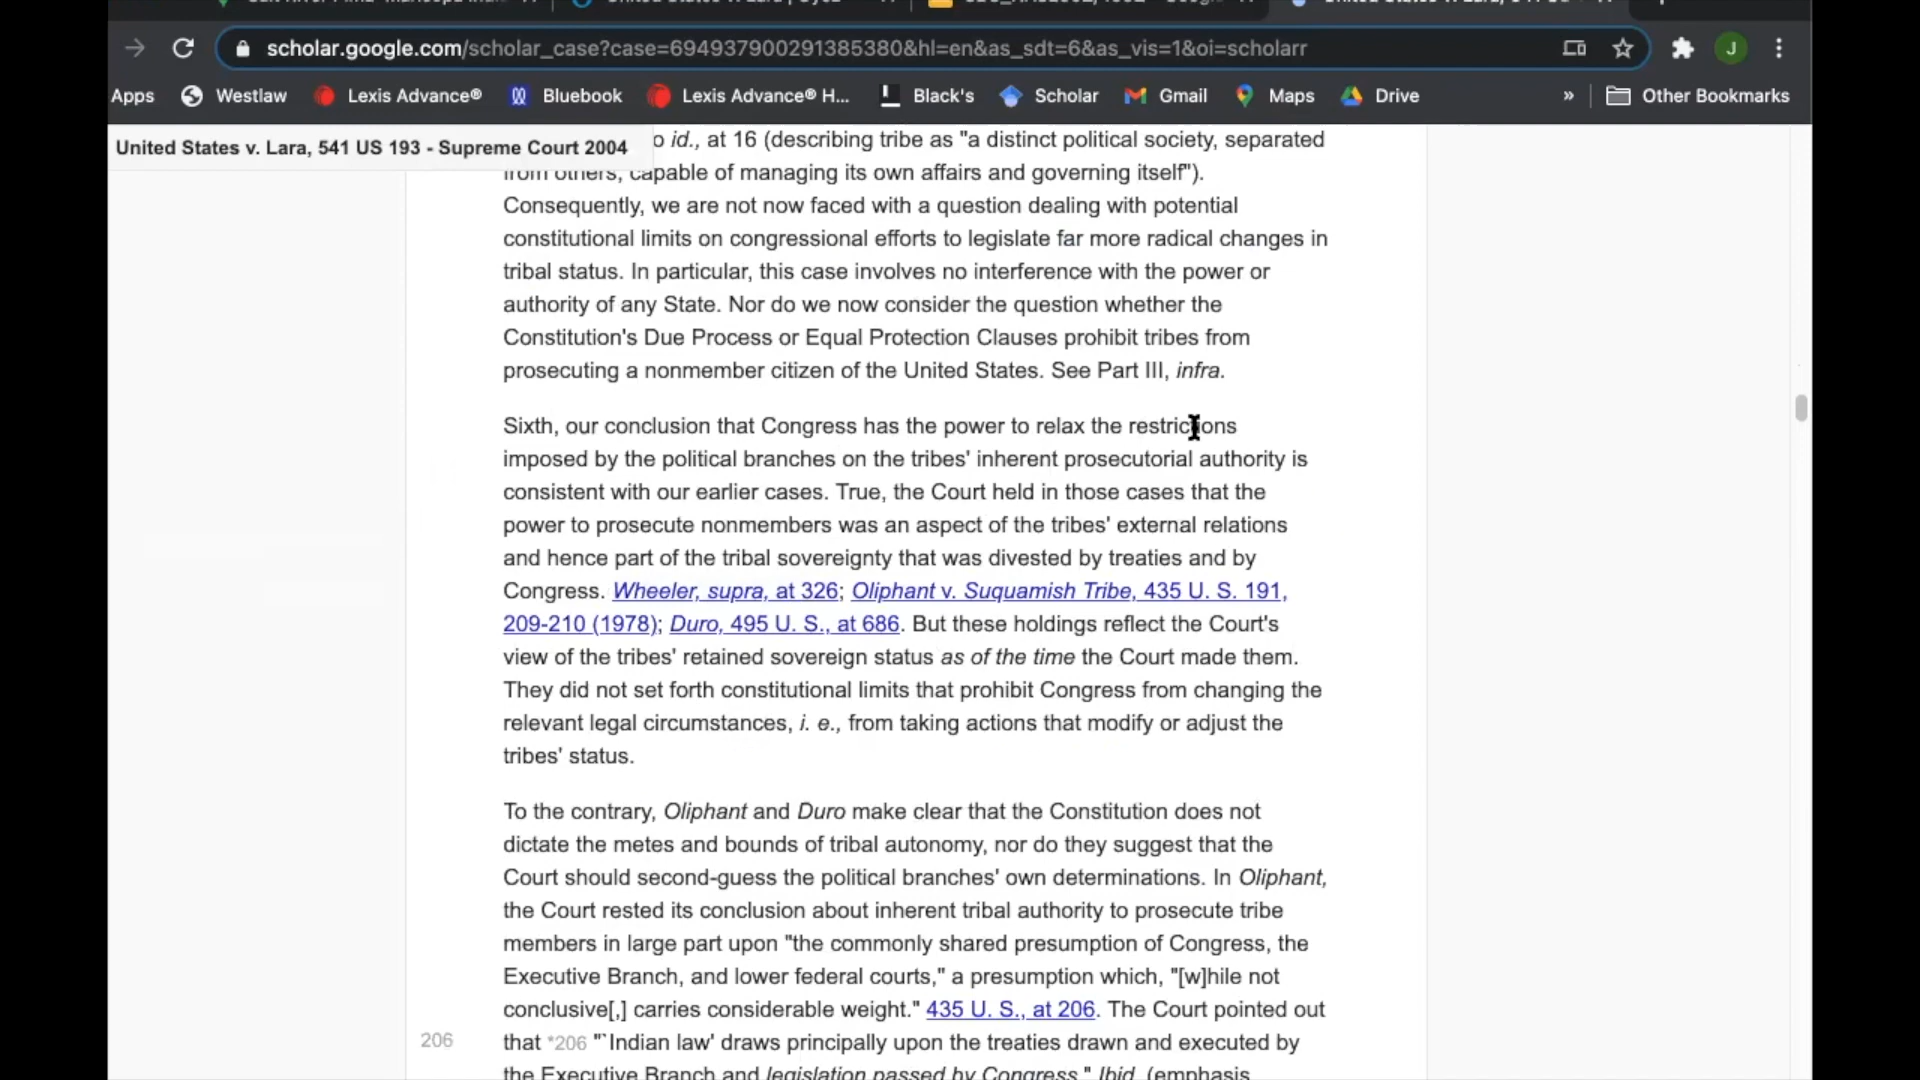 scholar.google.com/scholar_case?case=694937900291385380&hl=en&as_sdt=6&as_vis=1&oi=scholarr
J
Apps Westlaw Lexis Advance® Bluebook Lexis Advance® H... Black's Scholar Gmail Maps Drive » Other Bookmarks
United States v. Lara, 541 US 193 - Supreme Court 2004
id., at 16 (describing tribe as "a distinct political society, separated
from others, capable of managing its own affairs and governing itself").
Consequently, we are not now faced with a question dealing with potential
constitutional limits on congressional efforts to legislate far more radical changes in
tribal status. In particular, this case involves no interference with the power or
authority of any State. Nor do we now consider the question whether the
Constitution's Due Process or Equal Protection Clauses prohibit tribes from
prosecuting a nonmember citizen of the United States. See Part III, infra.
Sixth, our conclusion that Congress has the power to relax the restrictions
imposed by the political branches on the tribes' inherent prosecutorial authority is
consistent with our earlier cases. True, the Court held in those cases that the
power to prosecute nonmembers was an aspect of the tribes' external relations
and hence part of the tribal sovereignty that was divested by treaties and by
Congress. Wheeler, supra, at 326; Oliphant v. Suquamish Tribe, 435 U. S. 191,
209-210 (1978); Duro, 495 U. S., at 686. But these holdings reflect the Court's
view of the tribes' retained sovereign status as of the time the Court made them.
They did not set forth constitutional limits that prohibit Congress from changing the
relevant legal circumstances, i. e., from taking actions that modify or adjust the
tribes' status.
To the contrary, Oliphant and Duro make clear that the Constitution does not
dictate the metes and bounds of tribal autonomy, nor do they suggest that the
Court should second-guess the political branches' own determinations. In Oliphant,
the Court rested its conclusion about inherent tribal authority to prosecute tribe
members in large part upon "the commonly shared presumption of Congress, the
Executive Branch, and lower federal courts," a presumption which, "[w]hile not
conclusive[,] carries considerable weight." 435 U. S., at 206. The Court pointed out
206 that *206 "`Indian law' draws principally upon the treaties drawn and executed by
the Executive Branch and legislation passed by Congress." Ibid. (emphasis